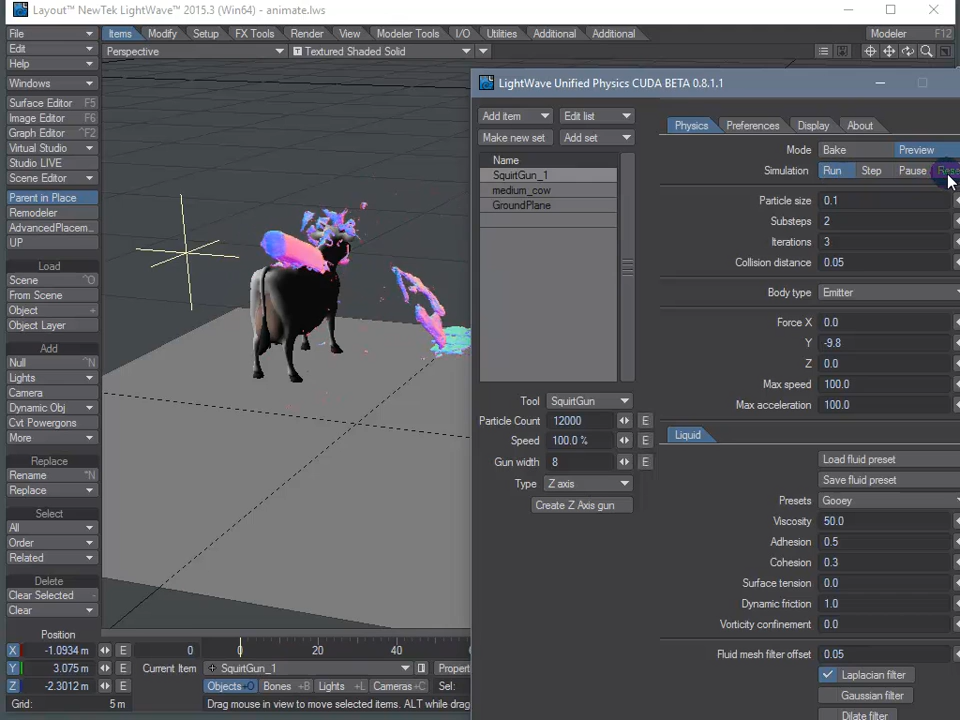 Layout™ NewTek LightWave 2015.3 (Win64) - animate.lws
File
Items Modify Setup FX Tools Render View Modeler Tools I/O Utilities Additional Additional Modeler F12
Edit
Perspective Textured Shaded Solid
Help
Windows
LightWave Unified Physics CUDA BETA 0.8.1.1
Surface Editor F5
Image Editor F6
Graph Editor ^F2
Virtual Studio
Studio LIVE
Scene Editor
Parent in Place
Remodeler
AdvancedPlacem...
UP
Load
Scene ^O
From Scene
Object +
Object Layer
Add
Null
Lights
Camera
Dynamic Obj
Cvt Powergons
More
Replace
Rename
Replace
Select
All
Order
Related
Delete
Clear Selected -
Clear
Add item Edit list
Make new set Add set
Name
SquirtGun_1
medium_cow
GroundPlane
Tool SquirtGun
Particle Count 12000 E
Speed 100.0 % E
Gun width 8 E
Type Z axis
Create Z Axis gun
Physics Preferences Display About
Mode Bake Preview
Simulation Run Step Pause
Particle size 0.1
Substeps 2
Iterations 3
Collision distance 0.05
Body type Emitter
Force X 0.0
Y -9.8
Z 0.0
Max speed 100.0
Max acceleration 100.0
Liquid
Load fluid preset
Save fluid preset
Presets Gooey
Viscosity 50.0
Adhesion 0.5
Cohesion 0.3
Surface tension 0.0
Dynamic friction 1.0
Vorticity confinement 0.0
Fluid mesh filter offset 0.05
Laplacian filter
Gaussian filter
Dilate filter
Position
X -1.0934 m E 0 0 20 40
Y 3.075 m E Current Item SquirtGun_1 Propert
Z -2.3012 m E Objects +O Bones +B Lights +L Cameras +C Sel:
Grid: 5 m Drag mouse in view to move selected items. ALT while drag